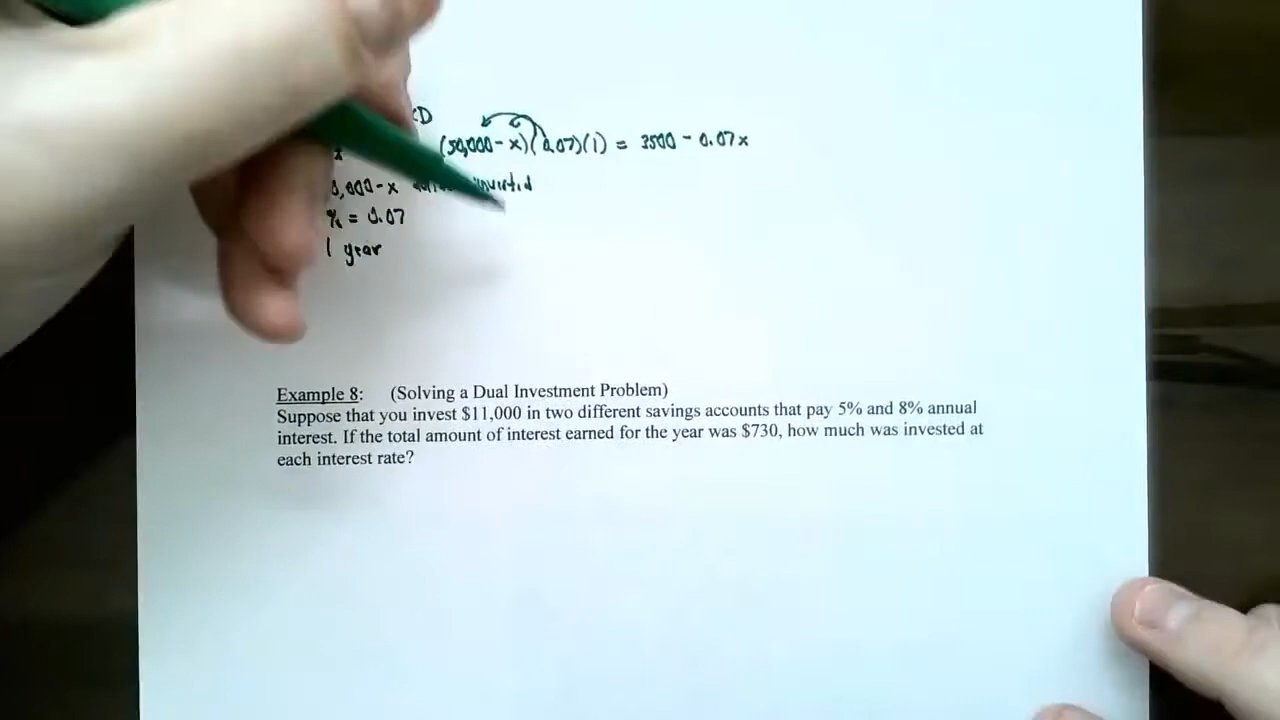 CD
(50,000 - x)(0.07)(1) = 3500 - 0.07x
0,000 - x
% = 0.07
1 year
Example 8: (Solving a Dual Investment Problem)
Suppose that you invest $11,000 in two different savings accounts that pay 5% and 8% annual
interest. If the total amount of interest earned for the year was $730, how much was invested at
each interest rate?